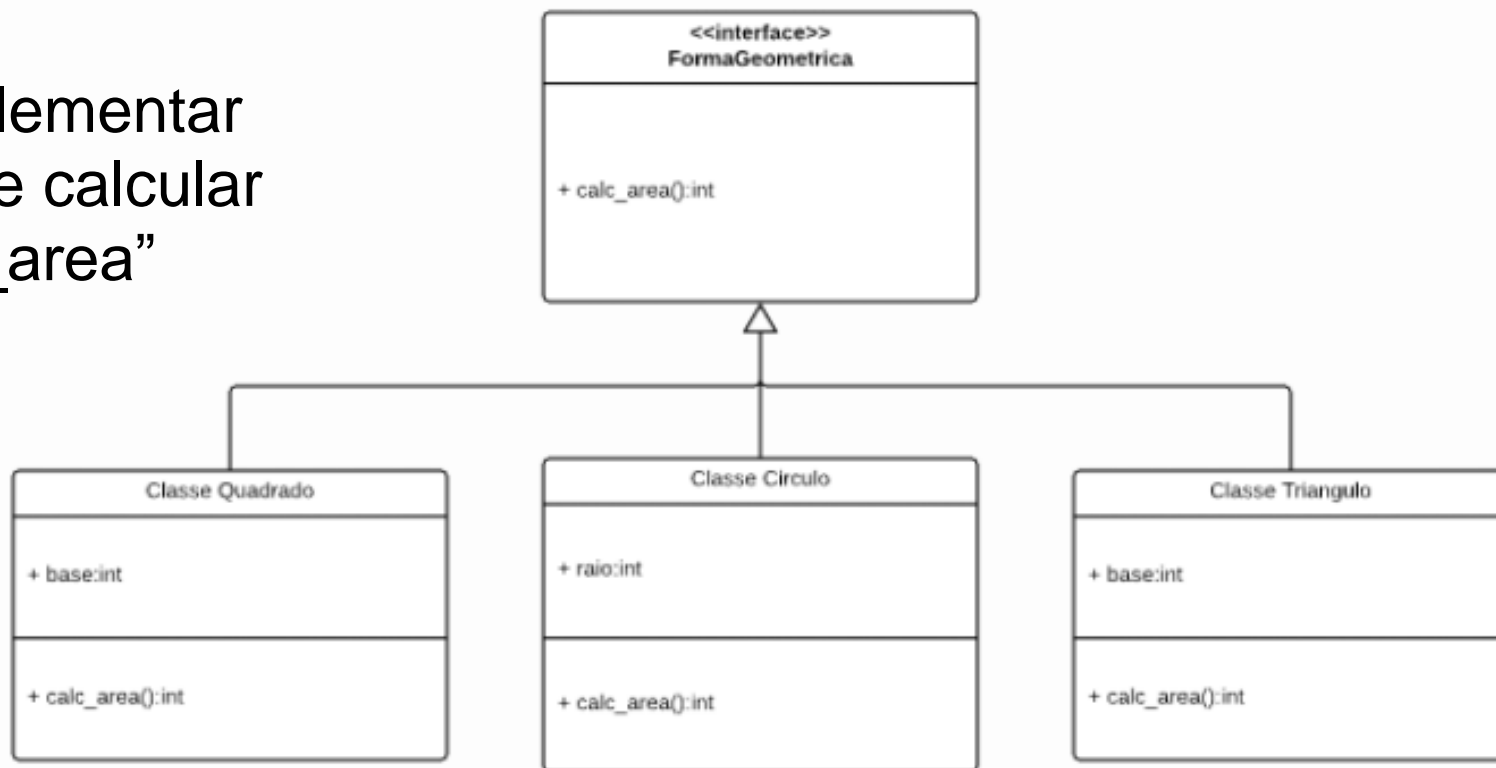 lementar
e calcular
_area”
<<interface>>
FormaGeometrica
+ calc_area():int
Classe Quadrado
+ base:int
+ calc_area():int
Classe Circulo
+ raio:int
+ calc_area():int
Classe Triangulo
+ base:int
+ calc_area():int